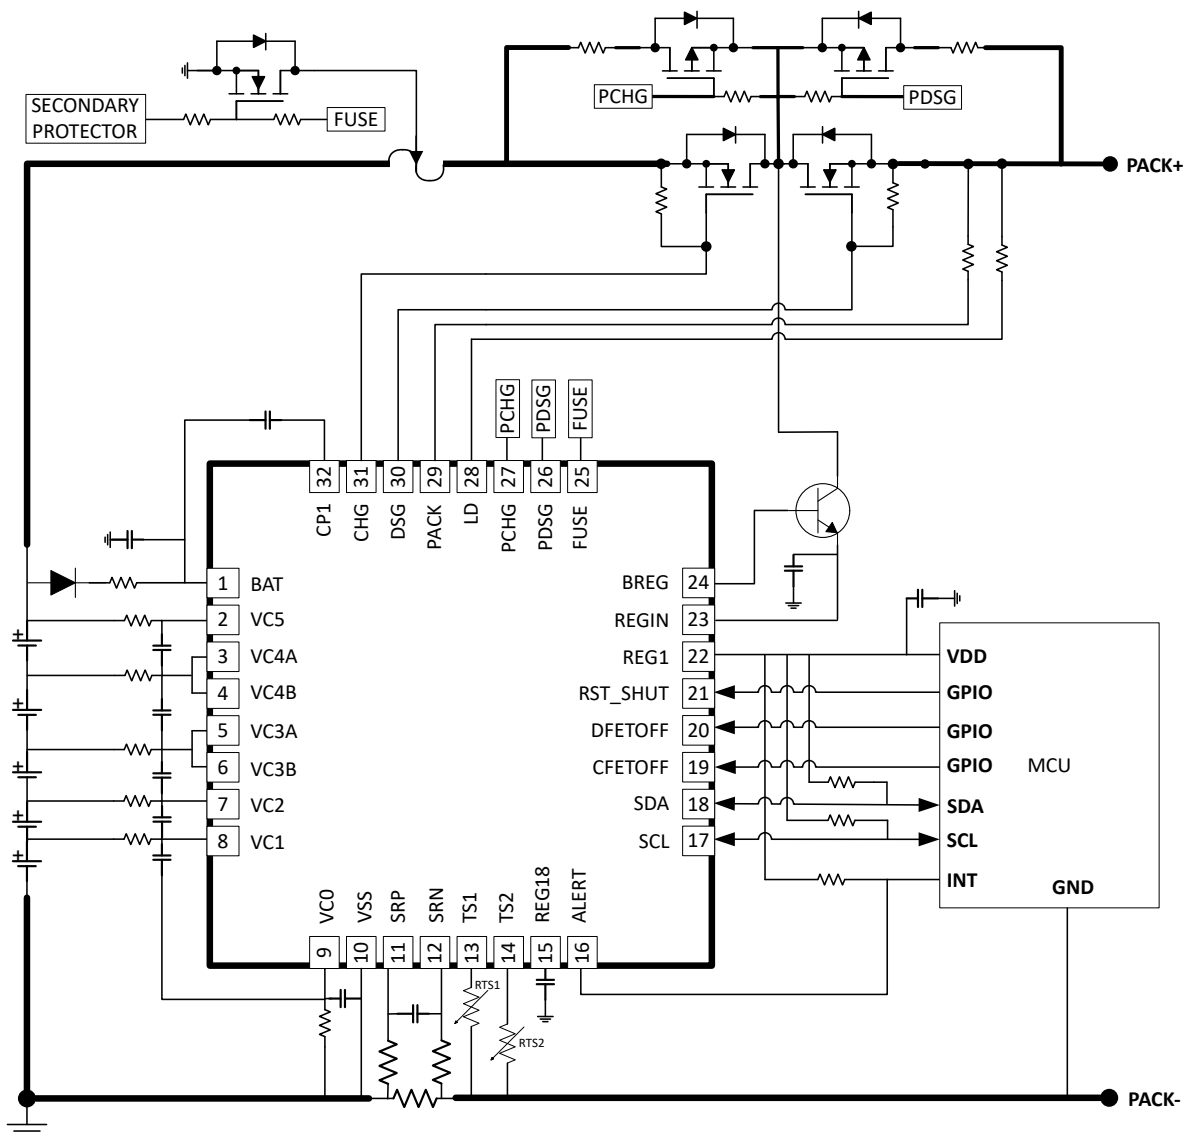 SECONDARY
PROTECTOR
FUSE
PCHG
PDSG
PACK+
PCHG
PDSG
FUSE
32
31
30
29
28
27
26
25
CP1
CHG
DSG
PACK
LD
PCHG
PDSG
FUSE
1 BAT
2 VC5
3 VC4A
4 VC4B
5 VC3A
6 VC3B
7 VC2
8 VC1
+
+
+
+
+
BREG 24
REGIN 23
REG1 22
RST_SHUT 21
DFETOFF 20
CFETOFF 19
SDA 18
SCL 17
VDD
GPIO
GPIO
GPIO
MCU
SDA
SCL
INT
GND
VC0
VSS
SRP
SRN
TS1
TS2
REG18
ALERT
9
10
11
12
13
14
15
16
RTS1
RTS2
PACK-